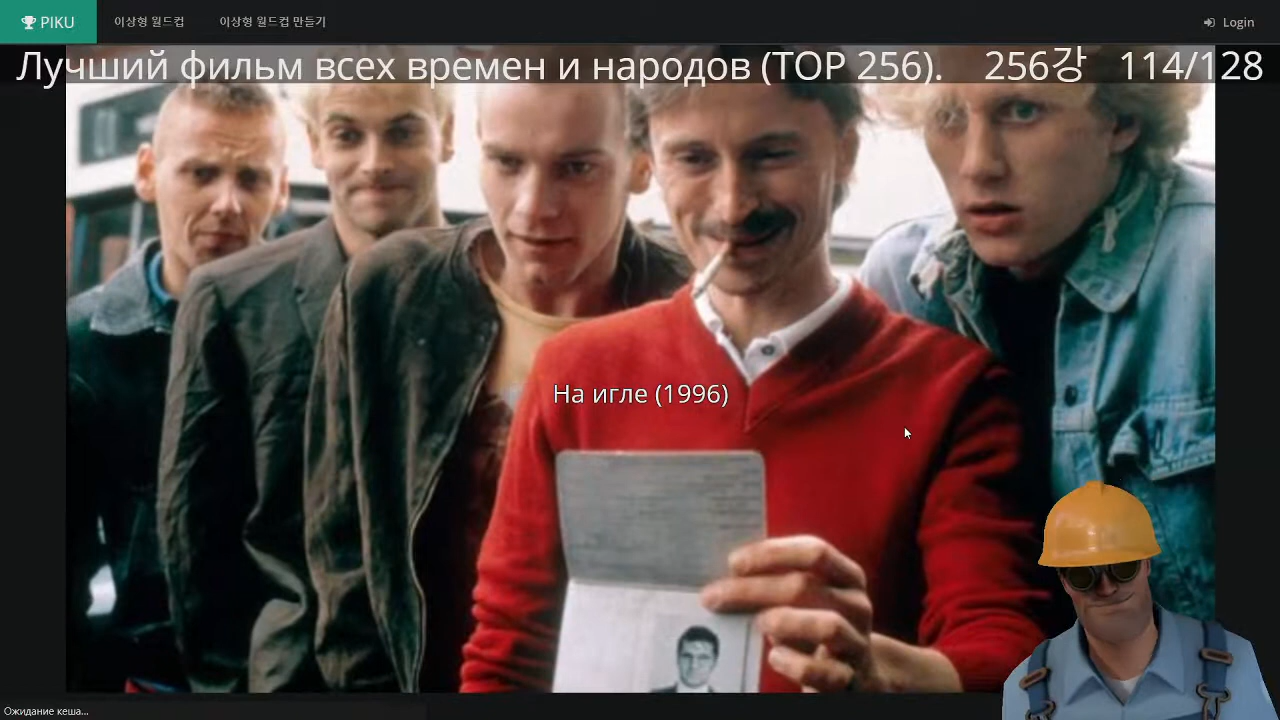 PIKU 이상형 월드컵 이상형 월드컵 만들기 Login
Лучший фильм всех времен и народов (TOP 256). 256강 114/128
На игле (1996)
Ожидание кеша...